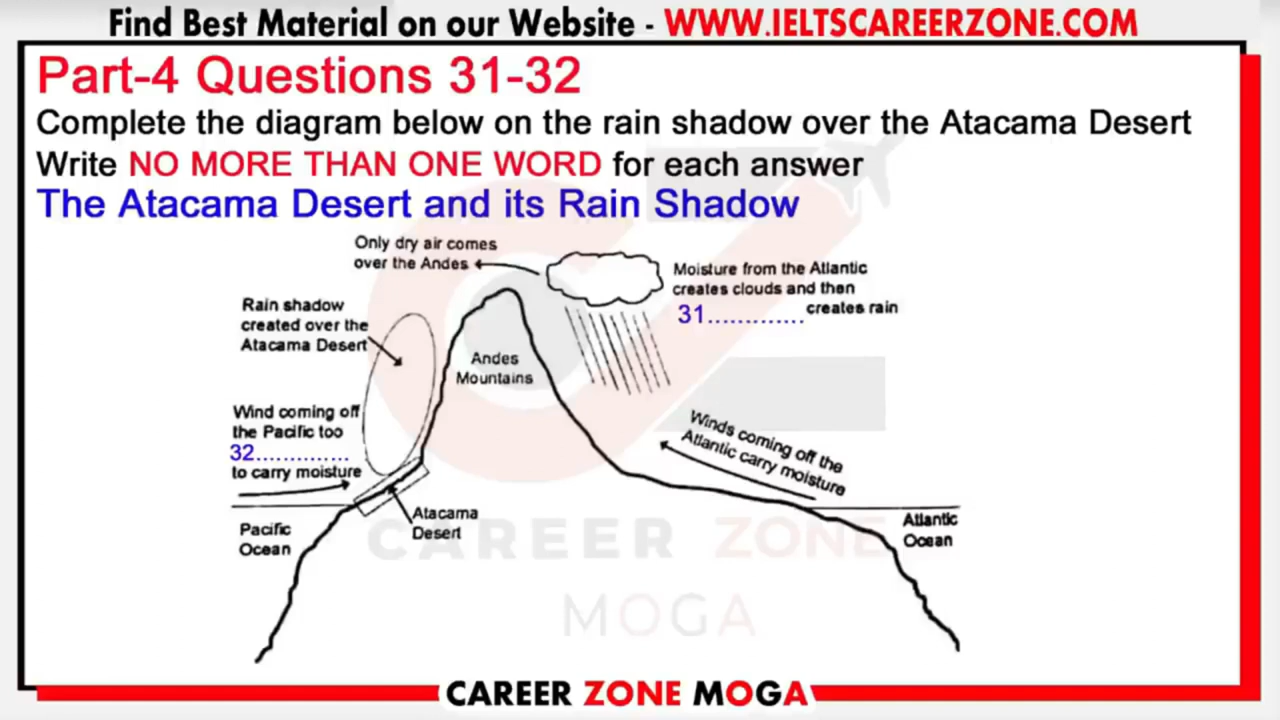 Find Best Material on our Website - WWW.IELTSCAREERZONE.COM
Part-4 Questions 31-32
Complete the diagram below on the rain shadow over the Atacama Desert
Write NO MORE THAN ONE WORD for each answer
The Atacama Desert and its Rain Shadow
Only dry air comes
over the Andes
Moisture from the Atlantic
creates clouds and then
31............. creates rain
Rain shadow
created over the
Atacama Desert
Andes
Mountains
Wind coming off
the Pacific too
32.............
to carry moisture
Winds coming off the
Atlantic carry moisture
Atacama
Desert
Pacific
Ocean
Atlantic
Ocean
CAREER ZONE
MOGA
CAREER ZONE MOGA